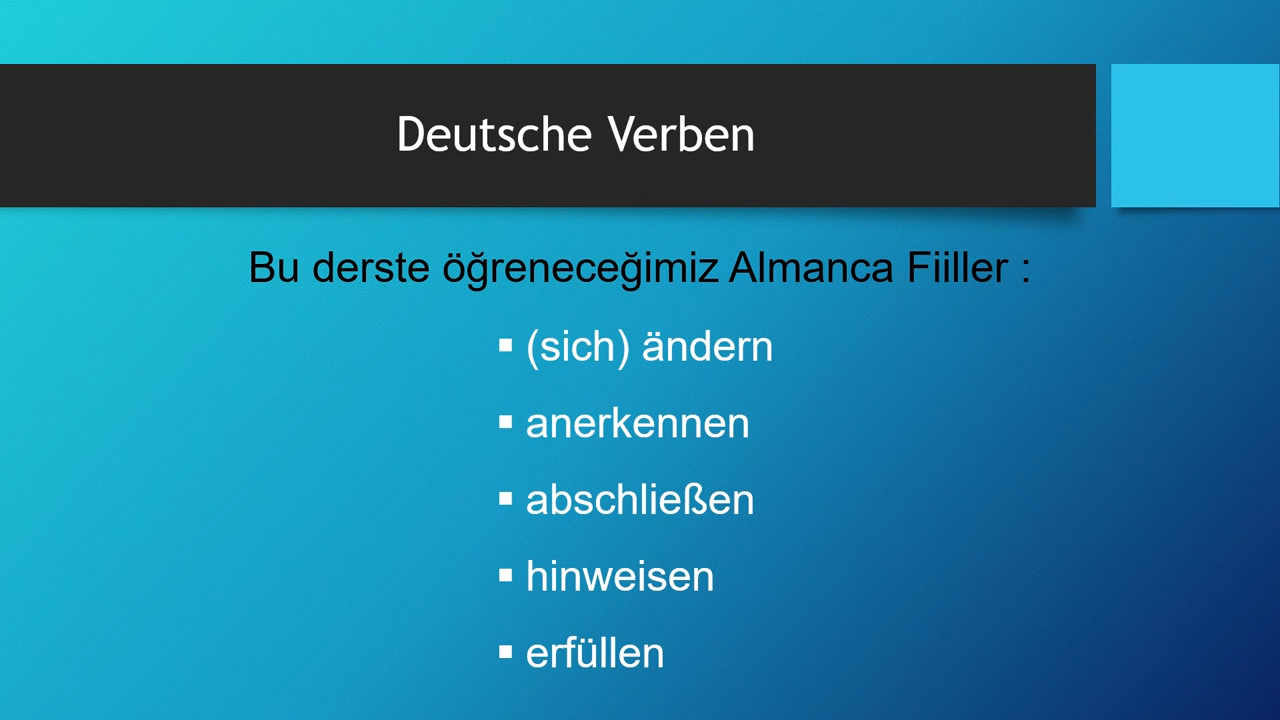 Deutsche Verben
Bu derste öğreneceğimiz Almanca Fiiller :
▪ (sich) ändern
▪ anerkennen
▪ abschließen
▪ hinweisen
▪ erfüllen